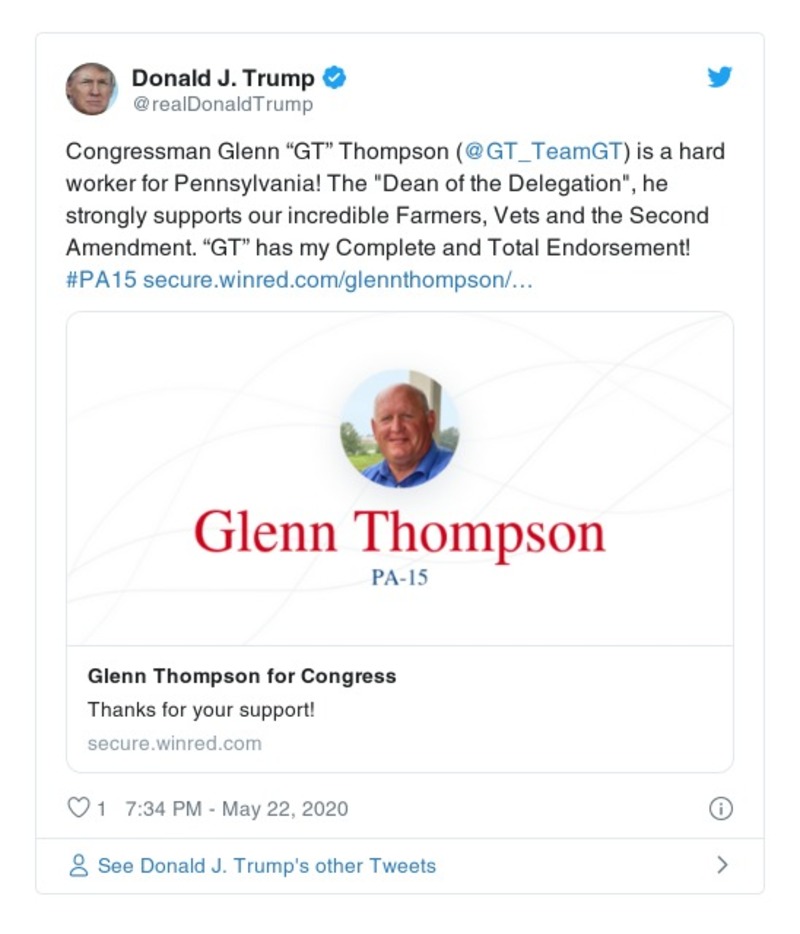 Donald J. Trump
@realDonaldTrump
Congressman Glenn “GT” Thompson (@GT_TeamGT) is a hard
worker for Pennsylvania! The "Dean of the Delegation", he
strongly supports our incredible Farmers, Vets and the Second
Amendment. “GT” has my Complete and Total Endorsement!
#PA15 secure.winred.com/glennthompson/…
Glenn Thompson
PA-15
Glenn Thompson for Congress
Thanks for your support!
secure.winred.com
1 7:34 PM - May 22, 2020
See Donald J. Trump's other Tweets